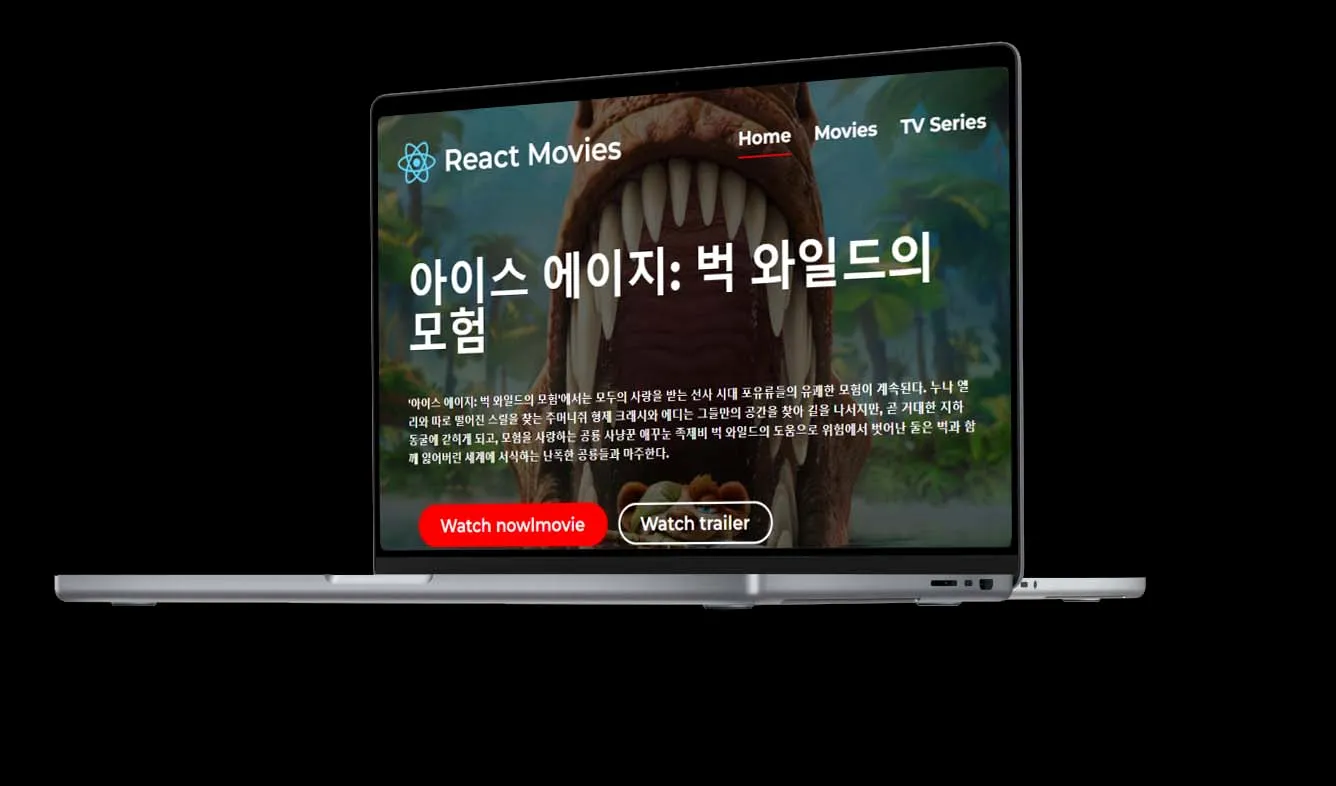 React Movies
Home Movies TV Series
아이스 에이지: 벅 와일드의
모험
'아이스 에이지: 벅 와일드의 모험'에서는 모두의 사랑을 받는 선사 시대 포유류들의 유쾌한 모험이 계속된다. 누나 엘
리와 따로 떨어진 스릴을 찾는 주머니쥐 형제 크래시와 에디는 그들만의 공간을 찾아 길을 나서지만, 곧 거대한 지하
동굴에 갇히게 되고, 모험을 사랑하는 공룡 사냥꾼 애꾸눈 족제비 벅 와일드의 도움으로 위험에서 벗어난 둘은 벅과 함
께 잃어버린 세계에 서식하는 난폭한 공룡들과 마주한다.
Watch nowlmovie Watch trailer